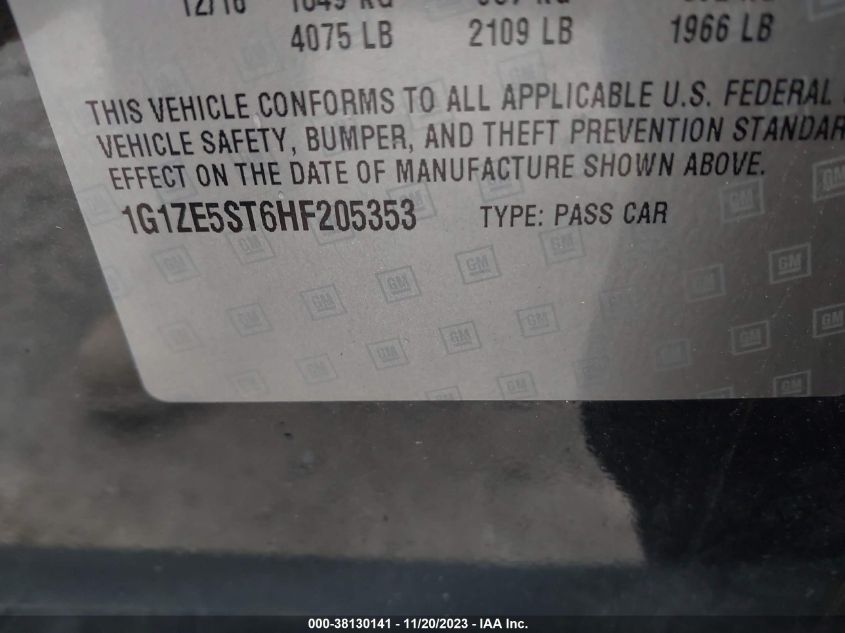 4075 LB 2109 LB 1966 LB
THIS VEHICLE CONFORMS TO ALL APPLICABLE U.S. FEDERAL
VEHICLE SAFETY, BUMPER, AND THEFT PREVENTION STANDAR
EFFECT ON THE DATE OF MANUFACTURE SHOWN ABOVE.
1G1ZE5ST6HF205353 TYPE: PASS CAR
GM
000-38130141 - 11/20/2023 - IAA Inc.